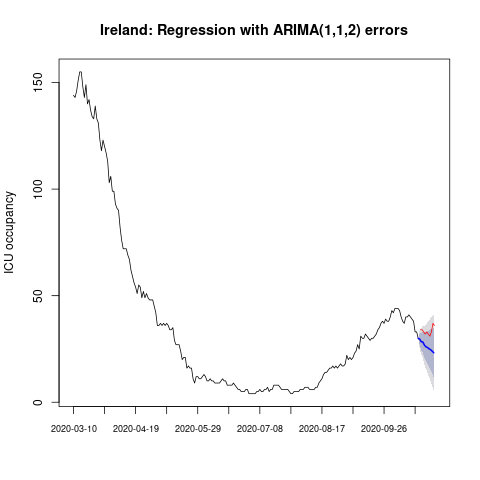 Ireland: Regression with ARIMA(1,1,2) errors
ICU occupancy
150
100
50
0
2020-03-10 2020-04-19 2020-05-29 2020-07-08 2020-08-17 2020-09-26